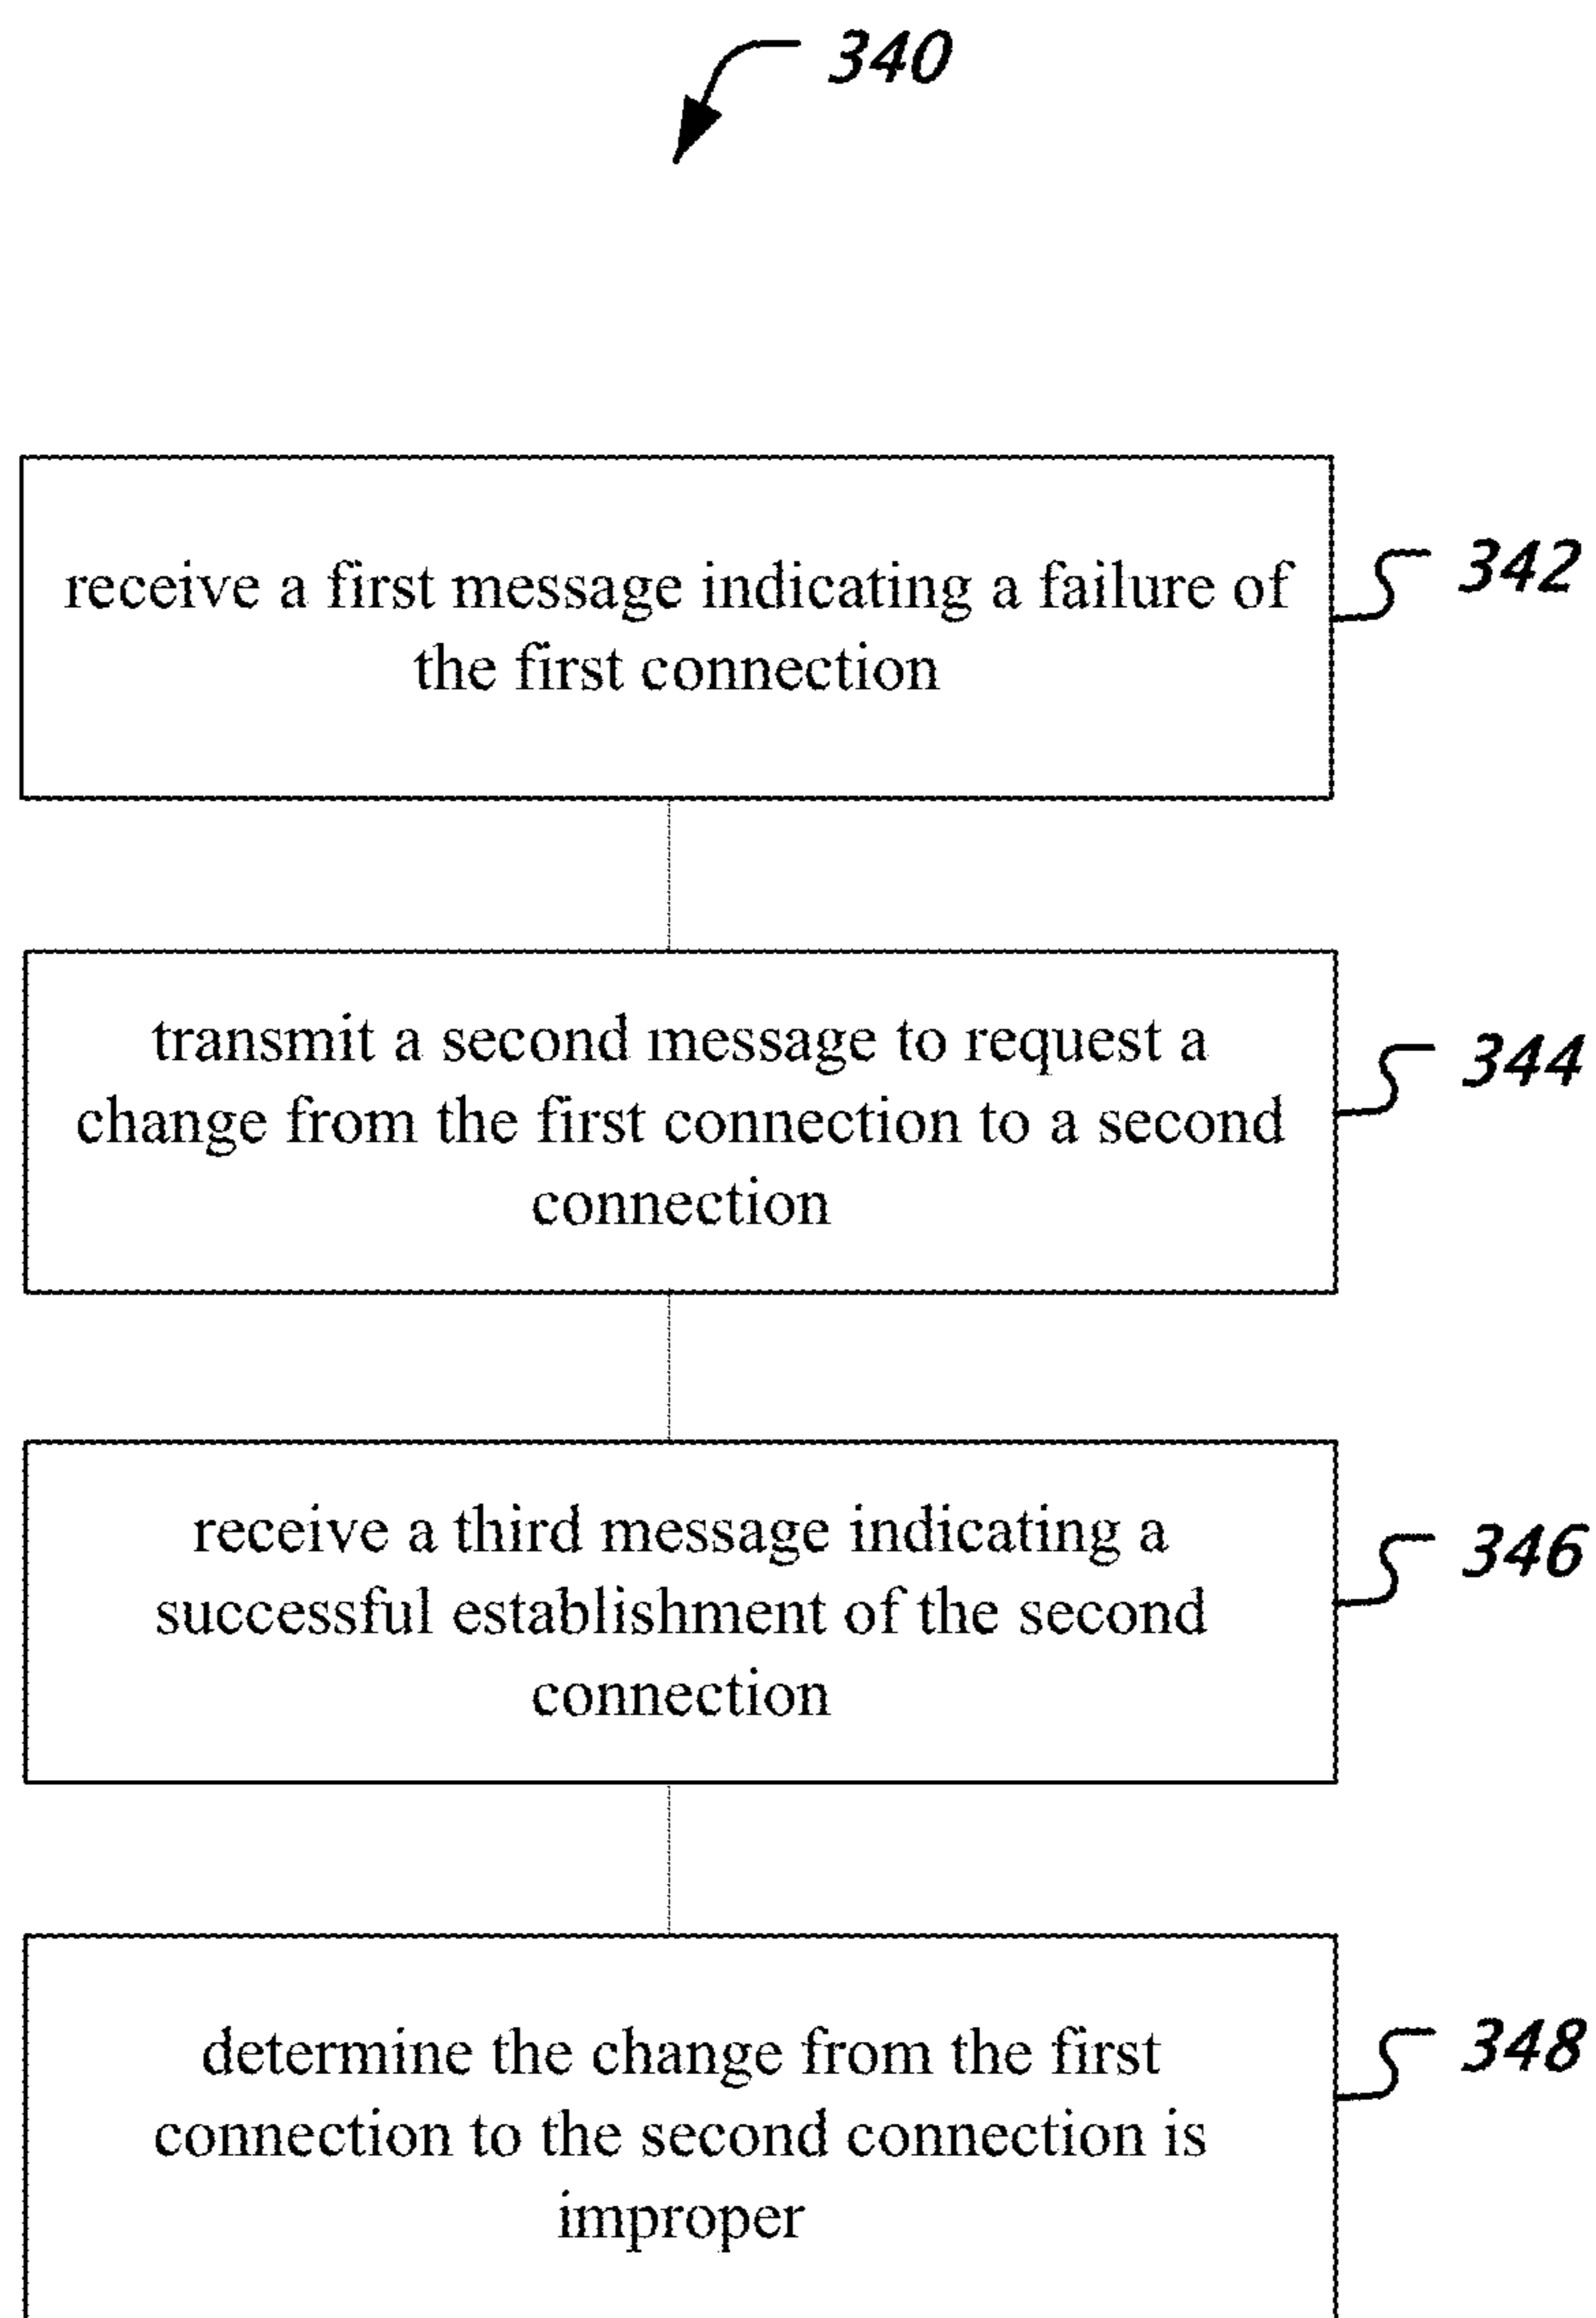 340
receive a first message indicating a failure of
the first connection
342
transmit a second message to request a
change from the first connection to a second
connection
344
receive a third message indicating a
successful establishment of the second
connection
346
determine the change from the first
connection to the second connection is
improper
348